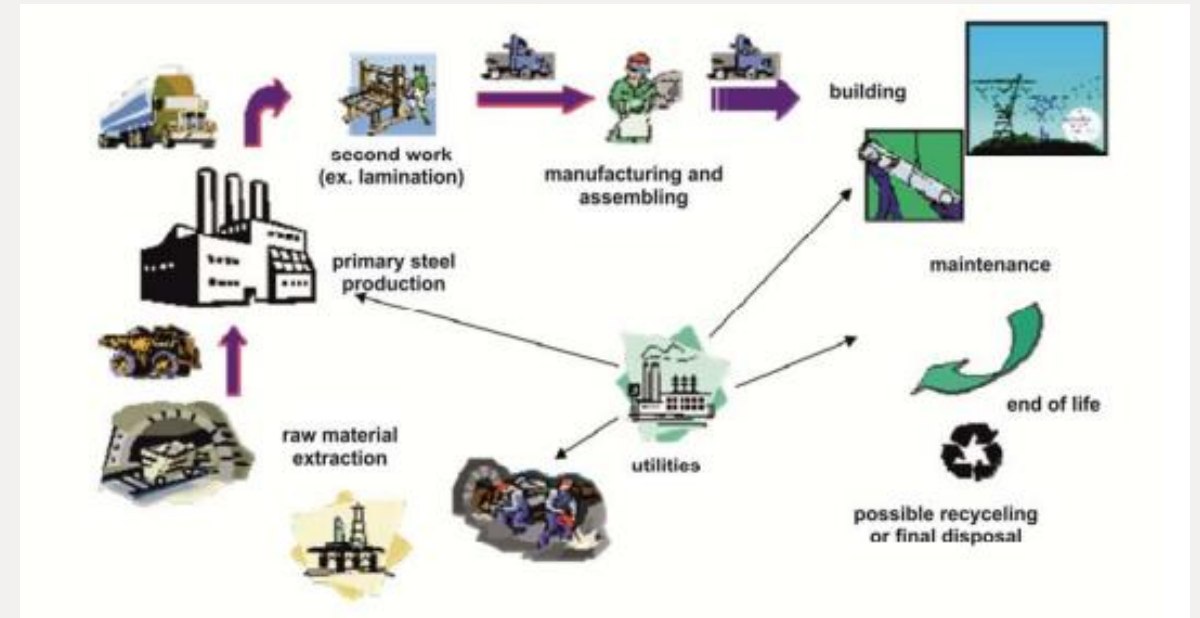 building
second work
(ex. lamination)
manufacturing and
assembling
primary steel
production
maintenance
end of life
raw material
extraction
utilities
possible recyceling
or final disposal